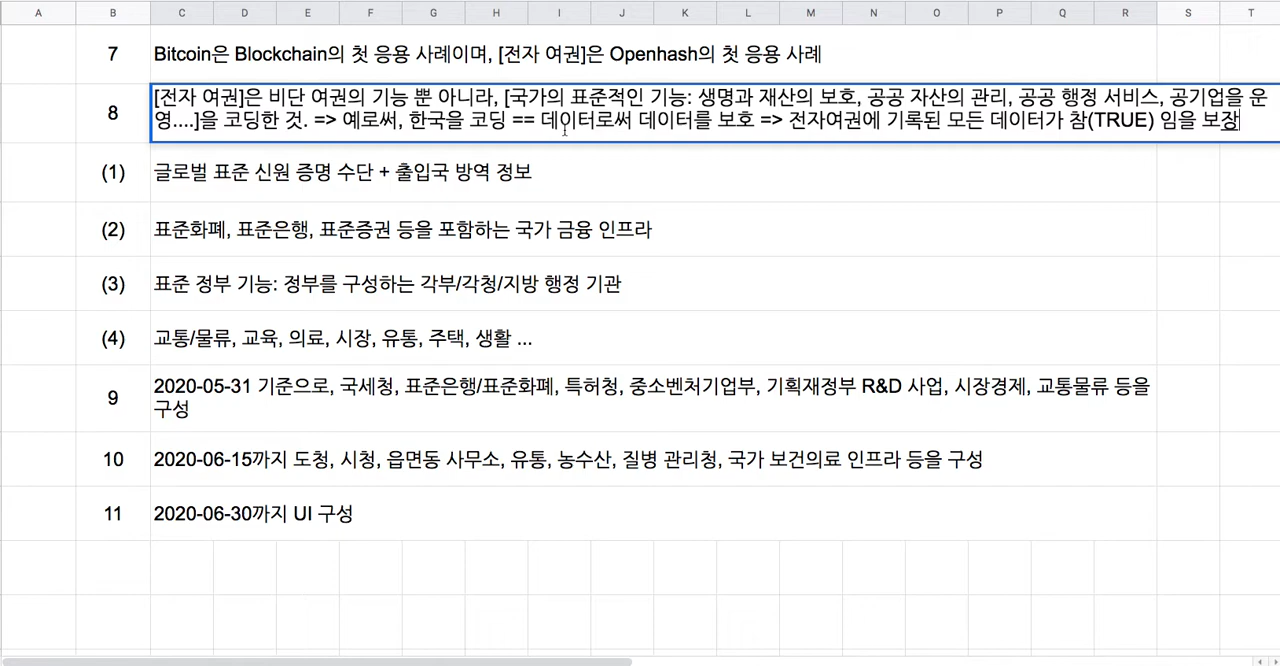 A B C D E F G H I J K L M N O P Q R S T
7 Bitcoin은 Blockchain의 첫 응용 사례이며, [전자 여권]은 Openhash의 첫 응용 사례
8 [전자 여권]은 비단 여권의 기능 뿐 아니라, [국가의 표준적인 기능: 생명과 재산의 보호, 공공 자산의 관리, 공공 행정 서비스, 공기업을 운
영....]을 코딩한 것. => 예로써, 한국을 코딩 == 데이터로써 데이터를 보호 => 전자여권에 기록된 모든 데이터가 참(TRUE) 임을 보장
(1) 글로벌 표준 신원 증명 수단 + 출입국 방역 정보
(2) 표준화폐, 표준은행, 표준증권 등을 포함하는 국가 금융 인프라
(3) 표준 정부 기능: 정부를 구성하는 각부/각청/지방 행정 기관
(4) 교통/물류, 교육, 의료, 시장, 유통, 주택, 생활 ...
9 2020-05-31 기준으로, 국세청, 표준은행/표준화폐, 특허청, 중소벤처기업부, 기획재정부 R&D 사업, 시장경제, 교통물류 등을
구성
10 2020-06-15까지 도청, 시청, 읍면동 사무소, 유통, 농수산, 질병 관리청, 국가 보건의료 인프라 등을 구성
11 2020-06-30까지 UI 구성